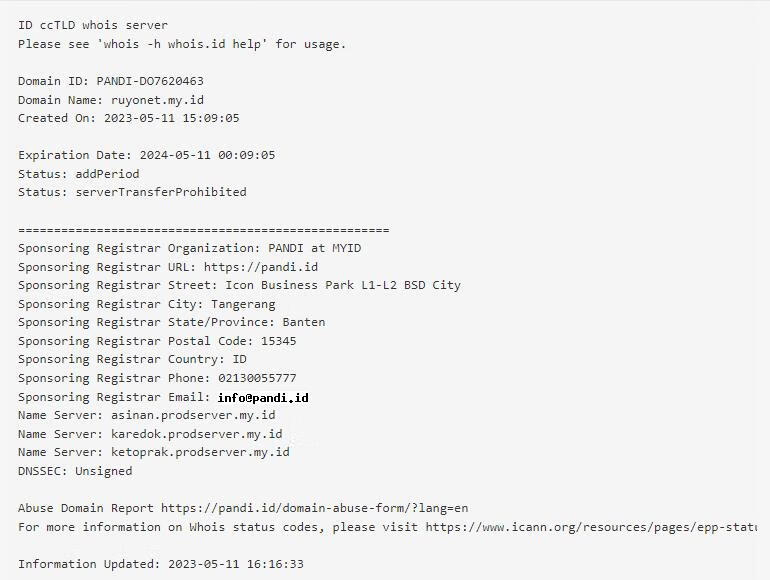 ID ccTLD whois server
Please see 'whois -h whois.id help' for usage.
Domain ID: PANDI-DO7620463
Domain Name: ruyonet.my.id
Created On: 2023-05-11 15:09:05
Expiration Date: 2024-05-11 00:09:05
Status: addPeriod
Status: serverTransferProhibited
====================================================
Sponsoring Registrar Organization: PANDI at MYID
Sponsoring Registrar URL: https://pandi.id
Sponsoring Registrar Street: Icon Business Park L1-L2 BSD City
Sponsoring Registrar City: Tangerang
Sponsoring Registrar State/Province: Banten
Sponsoring Registrar Postal Code: 15345
Sponsoring Registrar Country: ID
Sponsoring Registrar Phone: 02130055777
Sponsoring Registrar Email: info@pandi.id
Name Server: asinan.prodserver.my.id
Name Server: karedok.prodserver.my.id
Name Server: ketoprak.prodserver.my.id
DNSSEC: Unsigned
Abuse Domain Report https://pandi.id/domain-abuse-form/?lang=en
For more information on Whois status codes, please visit https://www.icann.org/resources/pages/epp-statu
Information Updated: 2023-05-11 16:16:33